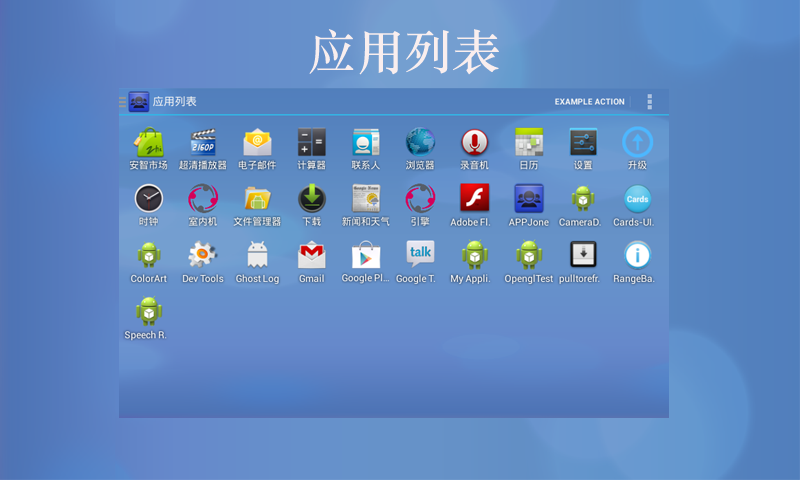 应用列表
应用列表 EXAMPLE ACTION
安智市场 超清播放器 电子邮件 计算器 联系人 浏览器 录音机 日历 设置 升级
时钟 室内机 文件管理器 下载 新闻和天气 引擎 Adobe Fl. APPJone CameraD. Cards-UI.
ColorArt Dev Tools Ghost Log Gmail Google Pl... Google T. My Appli. OpenglTest pulltorefr. RangeBa.
Speech R.
2160P
talk
Cards